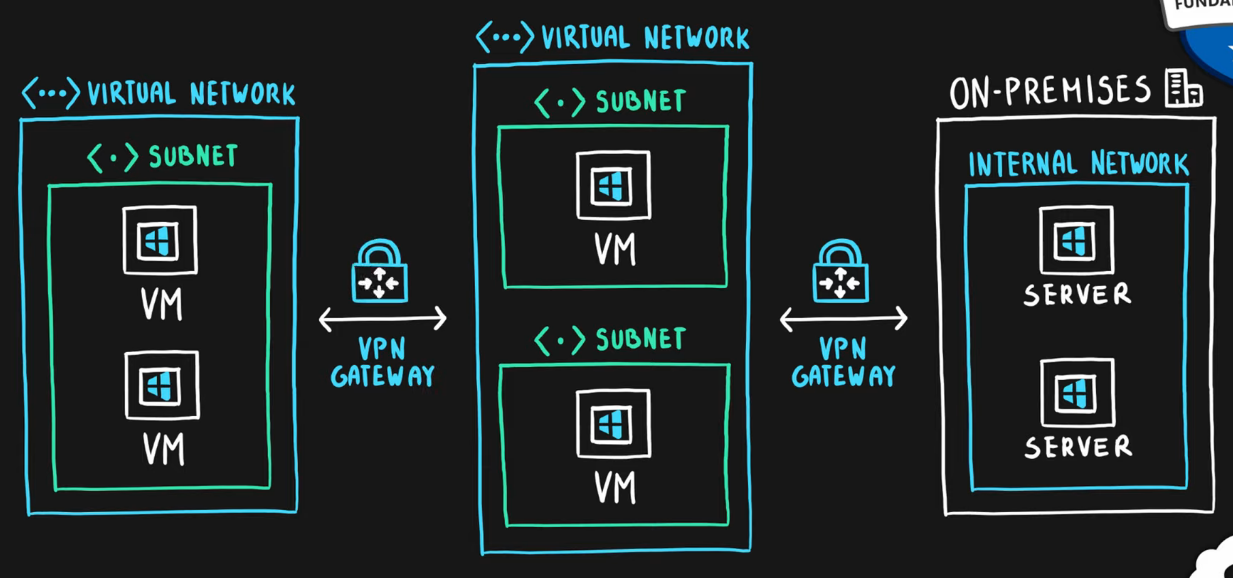 <···> VIRTUAL NETWORK
<·> SUBNET
VM
VM
VPN
GATEWAY
<···> VIRTUAL NETWORK
<·> SUBNET
VM
<·> SUBNET
VM
VPN
GATEWAY
ON-PREMISES
INTERNAL NETWORK
SERVER
SERVER